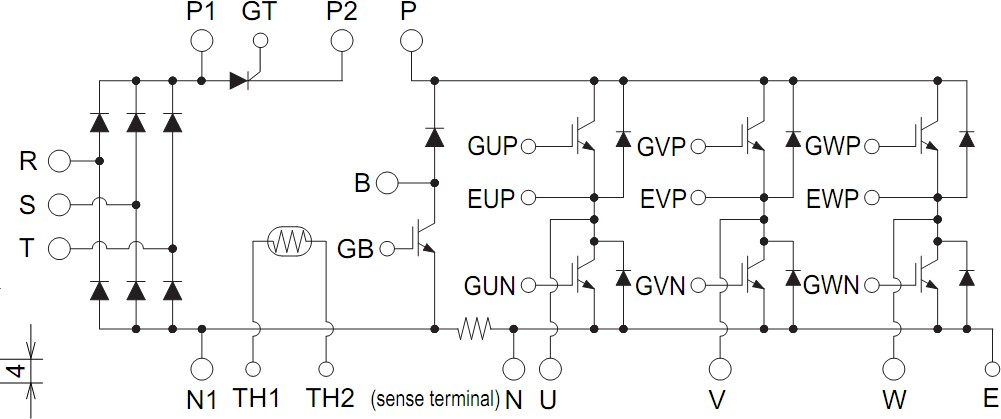 P1 GT P2 P
GUP GVP GWP
R
B
S EUP EVP EWP
T GB
GUN GVN GWN
4
N1 TH1 TH2 (sense terminal) N U V W E